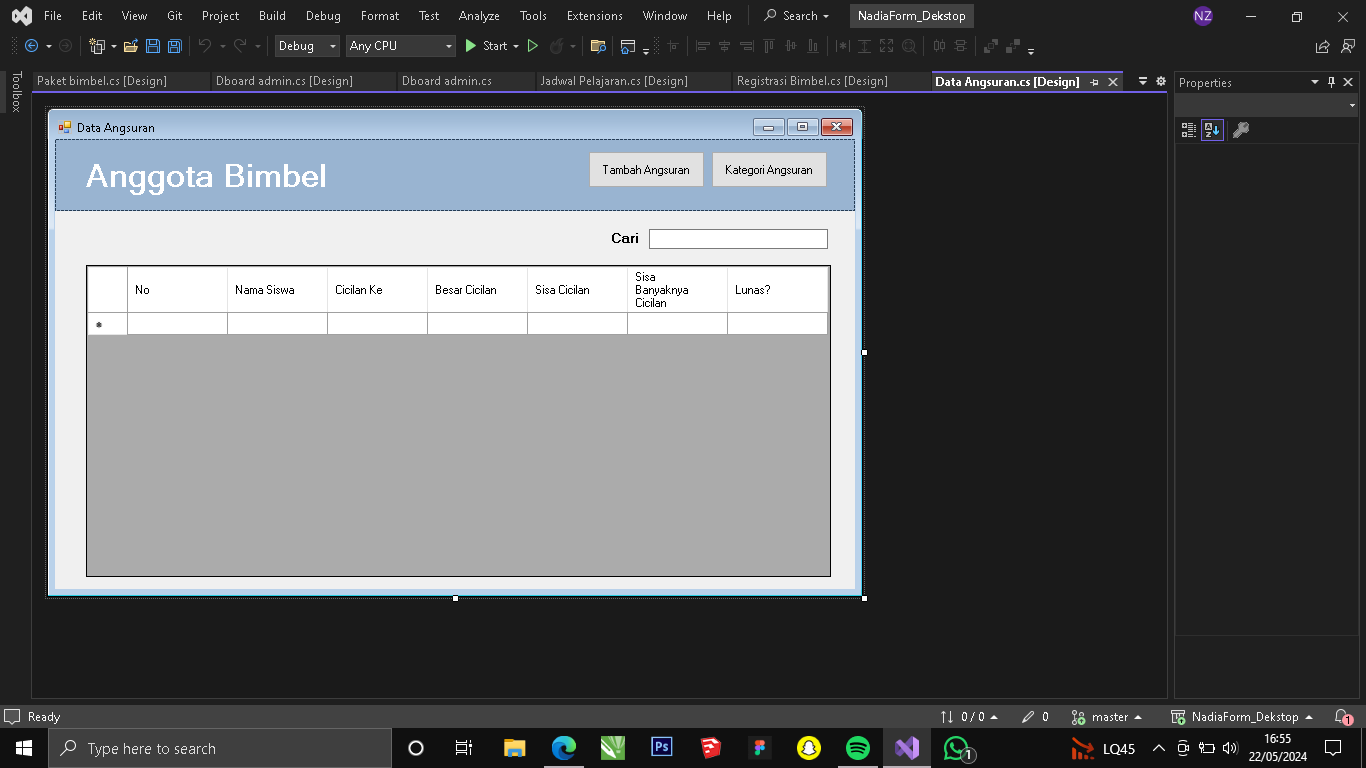 File Edit View Git Project Build Debug Format Test Analyze Tools Extensions Window Help Search NadiaForm_Dekstop NZ
Debug Any CPU Start
Toolbox
Paket bimbel.cs [Design] Dboard admin.cs [Design] Dboard admin.cs Jadwal Pelajaran.cs [Design] Registrasi Bimbel.cs [Design] Data Angsuran.cs [Design] Properties
Data Angsuran
Anggota Bimbel
Tambah Angsuran Kategori Angsuran
Cari
No Nama Siswa Cicilan Ke Besar Cicilan Sisa Cicilan Sisa Banyaknya Cicilan Lunas?
Ready 0 / 0 0 master NadiaForm_Dekstop 1
Type here to search Ps 1 LQ45 16:55
22/05/2024